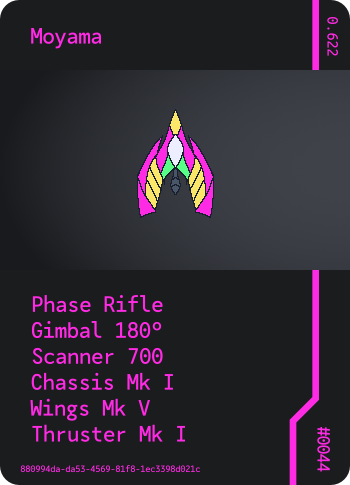 Moyama
0.622
Phase Rifle
Gimbal 180°
Scanner 700
Chassis Mk I
Wings Mk V
Thruster Mk I
#0044
880994da-da53-4569-81f8-1ec3398d021c